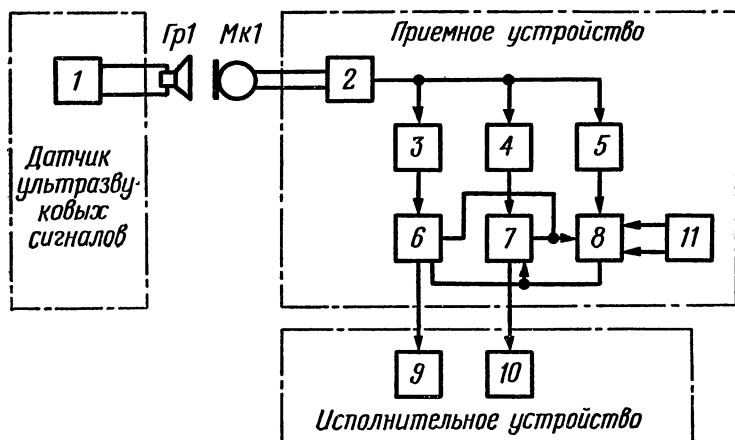 Гр1 Мк1 Приемное устройство
1
2
3 4 5
Датчик
ультразву-
ковых
сигналов
6 7 8 11
9 10
Исполнительное устройство